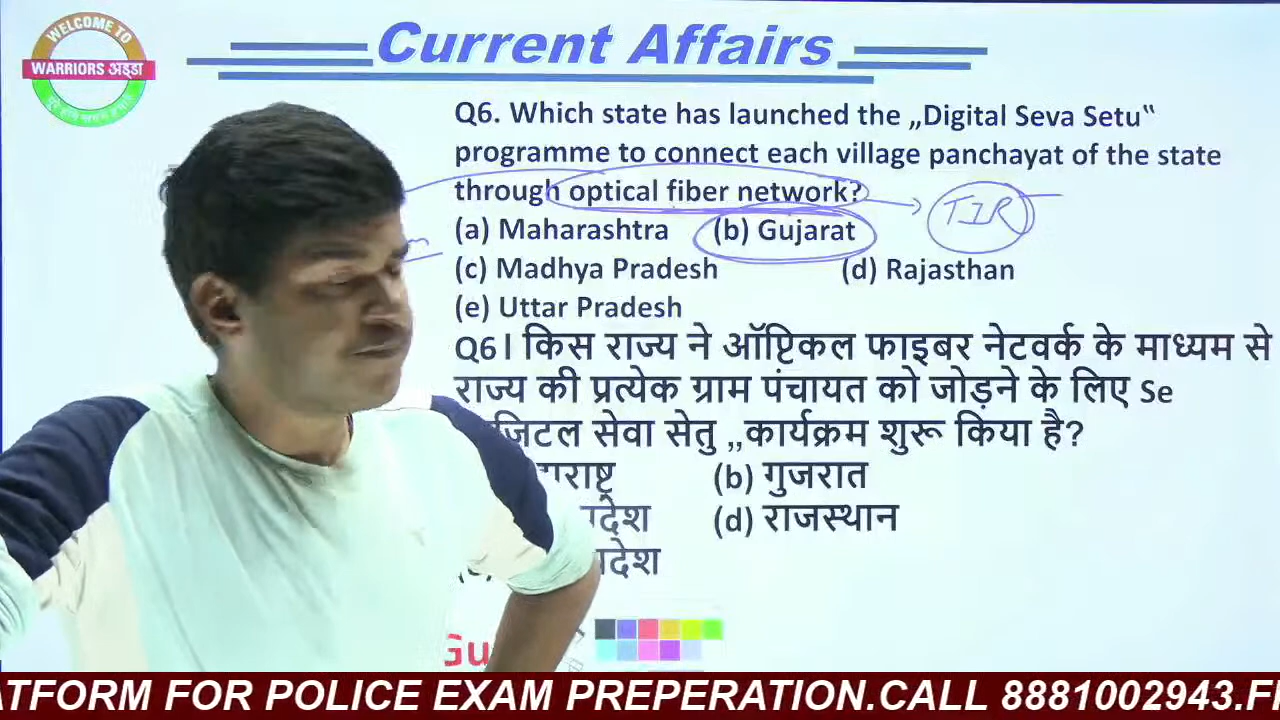 Current Affairs
WELCOME TO
WARRIORS अड्डा
Q6. Which state has launched the „Digital Seva Setu‟
programme to connect each village panchayat of the state
through optical fiber network?
TIR
(a) Maharashtra (b) Gujarat
(c) Madhya Pradesh (d) Rajasthan
(e) Uttar Pradesh
Q6। किस राज्य ने ऑप्टिकल फाइबर नेटवर्क के माध्यम से
राज्य की प्रत्येक ग्राम पंचायत को जोड़ने के लिए Se
जिटल सेवा सेतु „कार्यक्रम शुरू किया है?
राष्ट्र (b) गुजरात
देश (d) राजस्थान
देश
Gu
ATFORM FOR POLICE EXAM PREPERATION.CALL 8881002943.FI